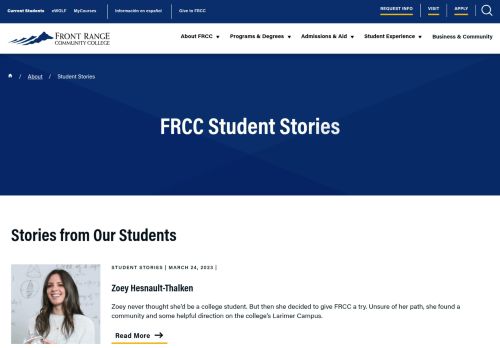 Current Students eWOLF MyCourses Información en español Give to FRCC REQUEST INFO VISIT APPLY
FRONT RANGE
COMMUNITY COLLEGE
About FRCC Programs & Degrees Admissions & Aid Student Experience Business & Community
/ About / Student Stories
FRCC Student Stories
Stories from Our Students
STUDENT STORIES | MARCH 24, 2023 |
Zoey Hesnault-Thalken
Zoey never thought she'd be a college student. But then she decided to give FRCC a try. Unsure of her path, she found a
community and some helpful direction on the college's Larimer Campus.
Read More